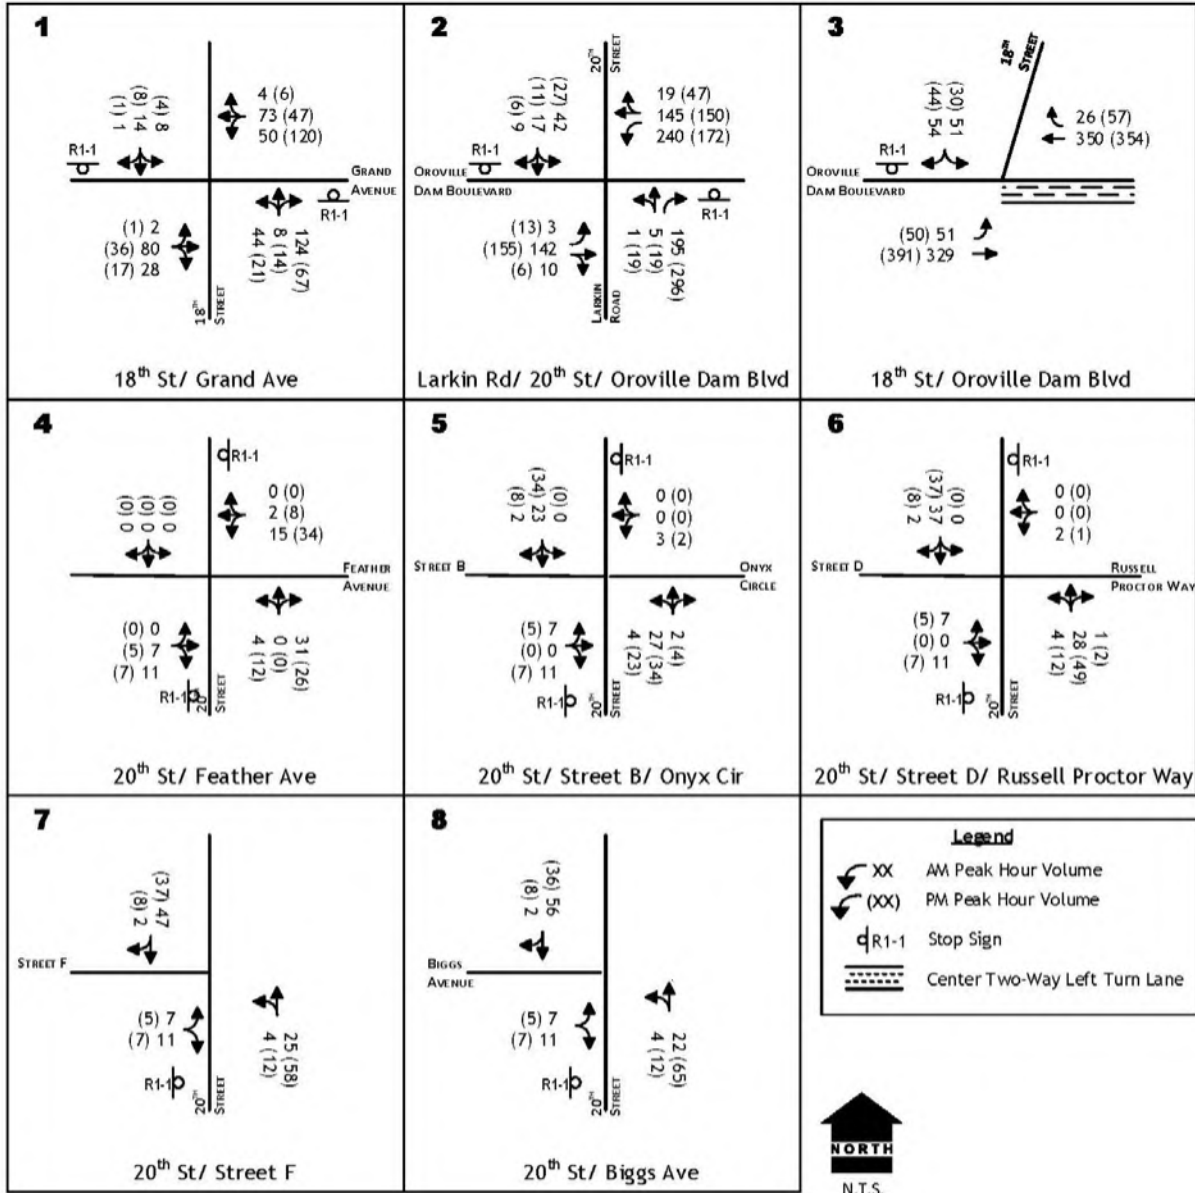 1
(1) 1
(8) 14
(4) 8
4 (6)
73 (47)
50 (120)
R1-1
GRAND
AVENUE
R1-1
(1) 2
(36) 80
(17) 28
44 (21)
8 (14)
124 (67)
18TH
STREET
18th St/ Grand Ave
2
20TH
STREET
(6) 9
(11) 17
(27) 42
19 (47)
145 (150)
240 (172)
R1-1
OROVILLE
DAM BOULEVARD
R1-1
(13) 3
(155) 142
(6) 10
1 (19)
5 (19)
195 (296)
LARKIN
ROAD
Larkin Rd/ 20th St/ Oroville Dam Blvd
3
18TH
STREET
(44) 54
(30) 51
26 (57)
350 (354)
R1-1
OROVILLE
DAM BOULEVARD
(50) 51
(391) 329
18th St/ Oroville Dam Blvd
4
R1-1
(0) 0
(0) 0
(0) 0
0 (0)
2 (8)
15 (34)
FEATHER
AVENUE
(0) 0
(5) 7
(7) 11
4 (12)
0 (0)
31 (26)
R1-1
20TH
STREET
20th St/ Feather Ave
5
R1-1
(8) 2
(34) 23
(0) 0
0 (0)
0 (0)
3 (2)
STREET B
ONYX
CIRCLE
(5) 7
(0) 0
(7) 11
4 (23)
27 (34)
2 (4)
R1-1
20TH
STREET
20th St/ Street B/ Onyx Cir
6
R1-1
(8) 2
(37) 37
(0) 0
0 (0)
0 (0)
2 (1)
STREET D
RUSSELL
PROCTOR WAY
(5) 7
(0) 0
(7) 11
4 (12)
28 (49)
1 (2)
R1-1
20TH
STREET
20th St/ Street D/ Russell Proctor Way
7
(8) 2
(37) 47
STREET F
(5) 7
(7) 11
4 (12)
25 (58)
R1-1
20TH
STREET
20th St/ Street F
8
(8) 2
(36) 56
BIGGS
AVENUE
(5) 7
(7) 11
4 (12)
22 (65)
R1-1
20TH
STREET
20th St/ Biggs Ave
Legend
XX AM Peak Hour Volume
(XX) PM Peak Hour Volume
R1-1 Stop Sign
Center Two-Way Left Turn Lane
NORTH
N.T.S.